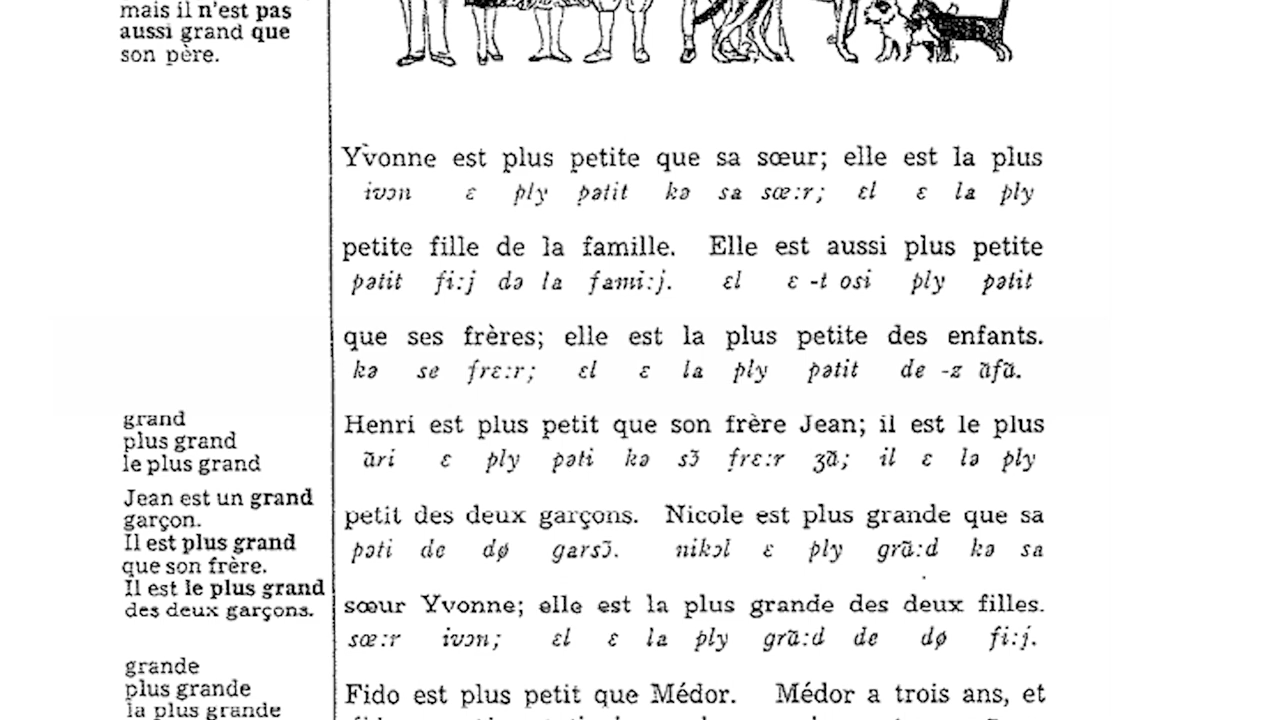 mais il n'est pas
aussi grand que
son père.
Yvonne est plus petite que sa sœur; elle est la plus
ivɔn ɛ ply pətit kə sa sœ:r; ɛl ɛ la ply
petite fille de la famille. Elle est aussi plus petite
pətit fi:j də la fami:j. ɛl ɛ -t osi ply pətit
que ses frères; elle est la plus petite des enfants.
kə se frɛ:r; ɛl ɛ la ply pətit de -z ɑ̃fɑ̃.
grand
plus grand
le plus grand
Henri est plus petit que son frère Jean; il est le plus
ɑ̃ri ɛ ply pəti kə sɔ̃ frɛ:r ʒɑ̃; il ɛ lə ply
Jean est un grand
garçon.
Il est plus grand
que son frère.
Il est le plus grand
des deux garçons.
petit des deux garçons. Nicole est plus grande que sa
pəti de dø garsɔ̃. nikɔl ɛ ply grɑ̃:d kə sa
sœur Yvonne; elle est la plus grande des deux filles.
sœ:r ivɔn; ɛl ɛ la ply grɑ̃:d de dø fi:j.
grande
plus grande
la plus grande
Fido est plus petit que Médor. Médor a trois ans, et